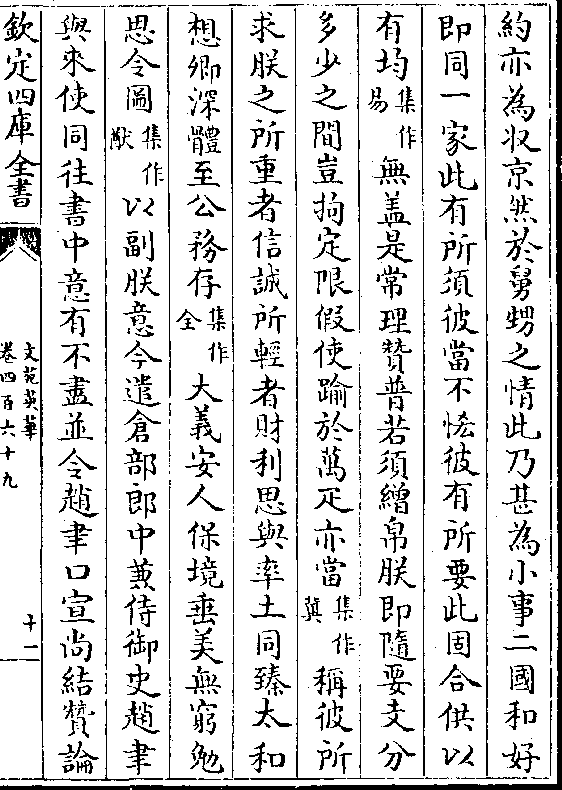 約亦為収京然於舅甥之情此乃甚為小事二國和好
即同一家此有所須彼當不恡彼有所要此固合供以
有均集作易無盖是常理贊普若須繒帛朕即隨要支分
多少之間豈拘定限假使踰於萬疋亦當集作冀稱彼所
求朕之所重者信誠所輕者財利思與率土同臻太和
想卿深體至公務存集作全大義安人保境垂美無窮勉
思令圖集作猷以副朕意今遣倉部郎中兼侍御史趙聿
與來使同往書中意有不盡並令趙聿口宣尚結贊論
欽定四庫全書
文苑英華
卷四百六十九
十一